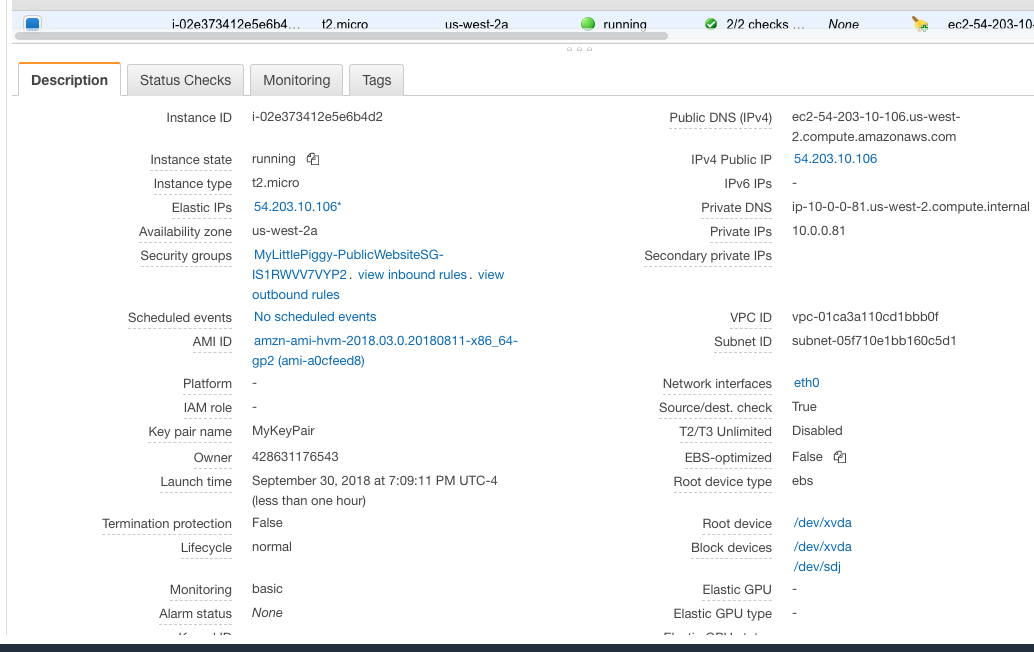 i-02e373412e5e6b4... t2.micro us-west-2a running 2/2 checks ... None ec2-54-203-10-
Description Status Checks Monitoring Tags
Instance ID i-02e373412e5e6b4d2 Public DNS (IPv4) ec2-54-203-10-106.us-west-
2.compute.amazonaws.com
Instance state running IPv4 Public IP 54.203.10.106
Instance type t2.micro IPv6 IPs -
Elastic IPs 54.203.10.106* Private DNS ip-10-0-0-81.us-west-2.compute.internal
Availability zone us-west-2a Private IPs 10.0.0.81
Security groups MyLittlePiggy-PublicWebsiteSG- Secondary private IPs
IS1RWVV7VYP2. view inbound rules. view
outbound rules
Scheduled events No scheduled events VPC ID vpc-01ca3a110cd1bbb0f
AMI ID amzn-ami-hvm-2018.03.0.20180811-x86_64- Subnet ID subnet-05f710e1bb160c5d1
gp2 (ami-a0cfeed8)
Platform - Network interfaces eth0
IAM role - Source/dest. check True
Key pair name MyKeyPair T2/T3 Unlimited Disabled
Owner 428631176543 EBS-optimized False
Launch time September 30, 2018 at 7:09:11 PM UTC-4 Root device type ebs
(less than one hour)
Termination protection False Root device /dev/xvda
Lifecycle normal Block devices /dev/xvda
/dev/sdj
Monitoring basic Elastic GPU -
Alarm status None Elastic GPU type -